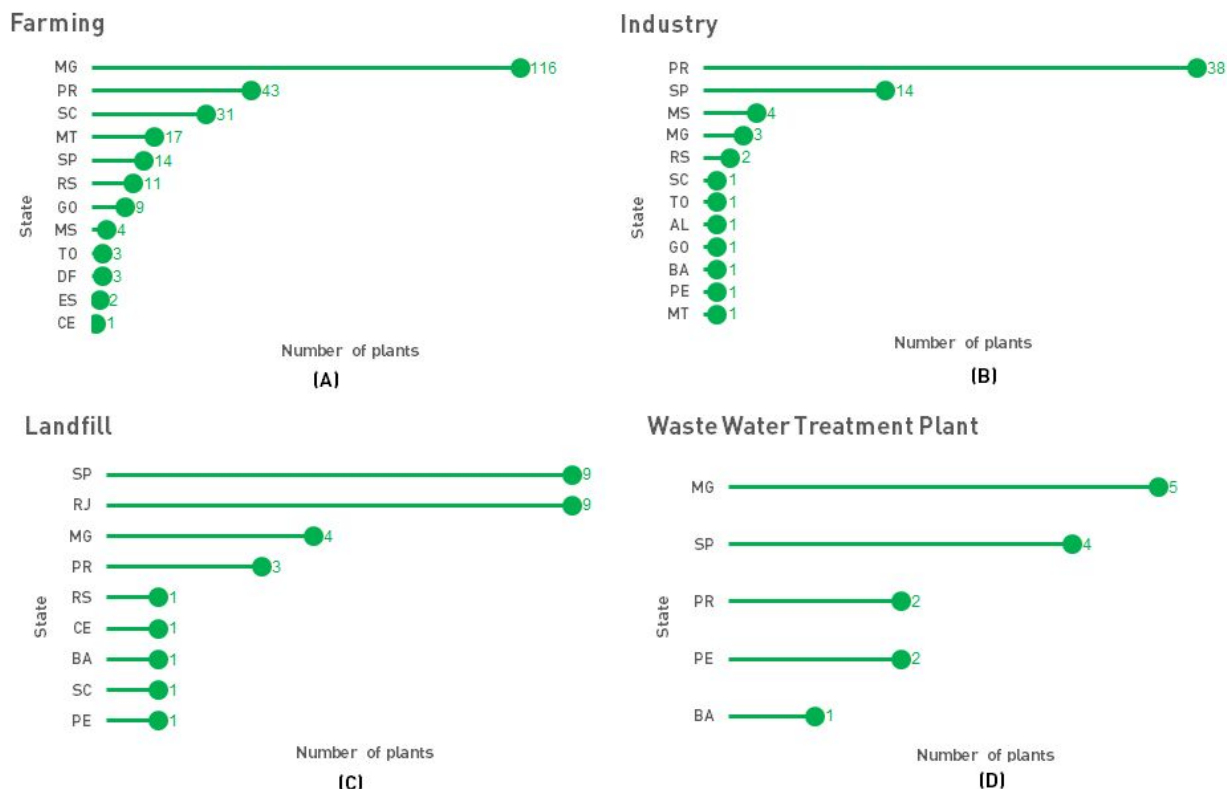 Farming
MG 116
PR 43
SC 31
MT 17
SP 14
RS 11
GO 9
MS 4
TO 3
DF 3
ES 2
CE 1
State
Number of plants
(A)
Industry
PR 38
SP 14
MS 4
MG 3
RS 2
SC 1
TO 1
AL 1
GO 1
BA 1
PE 1
MT 1
State
Number of plants
(B)
Landfill
SP 9
RJ 9
MG 4
PR 3
RS 1
CE 1
BA 1
SC 1
PE 1
State
Number of plants
(C)
Waste Water Treatment Plant
MG 5
SP 4
PR 2
PE 2
BA 1
State
Number of plants
(D)